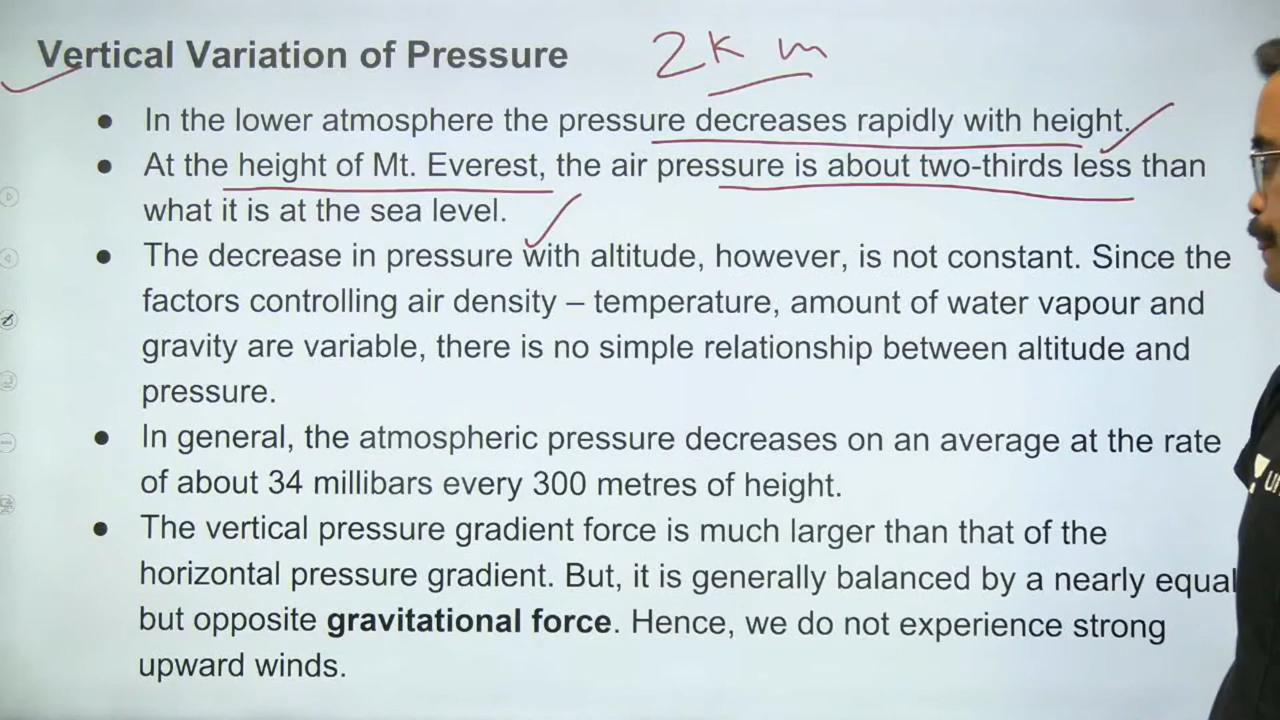 Vertical Variation of Pressure 2K m
● In the lower atmosphere the pressure decreases rapidly with height.
● At the height of Mt. Everest, the air pressure is about two-thirds less than
what it is at the sea level.
● The decrease in pressure with altitude, however, is not constant. Since the
factors controlling air density – temperature, amount of water vapour and
gravity are variable, there is no simple relationship between altitude and
pressure.
● In general, the atmospheric pressure decreases on an average at the rate
of about 34 millibars every 300 metres of height.
● The vertical pressure gradient force is much larger than that of the
horizontal pressure gradient. But, it is generally balanced by a nearly equal
but opposite gravitational force. Hence, we do not experience strong
upward winds.